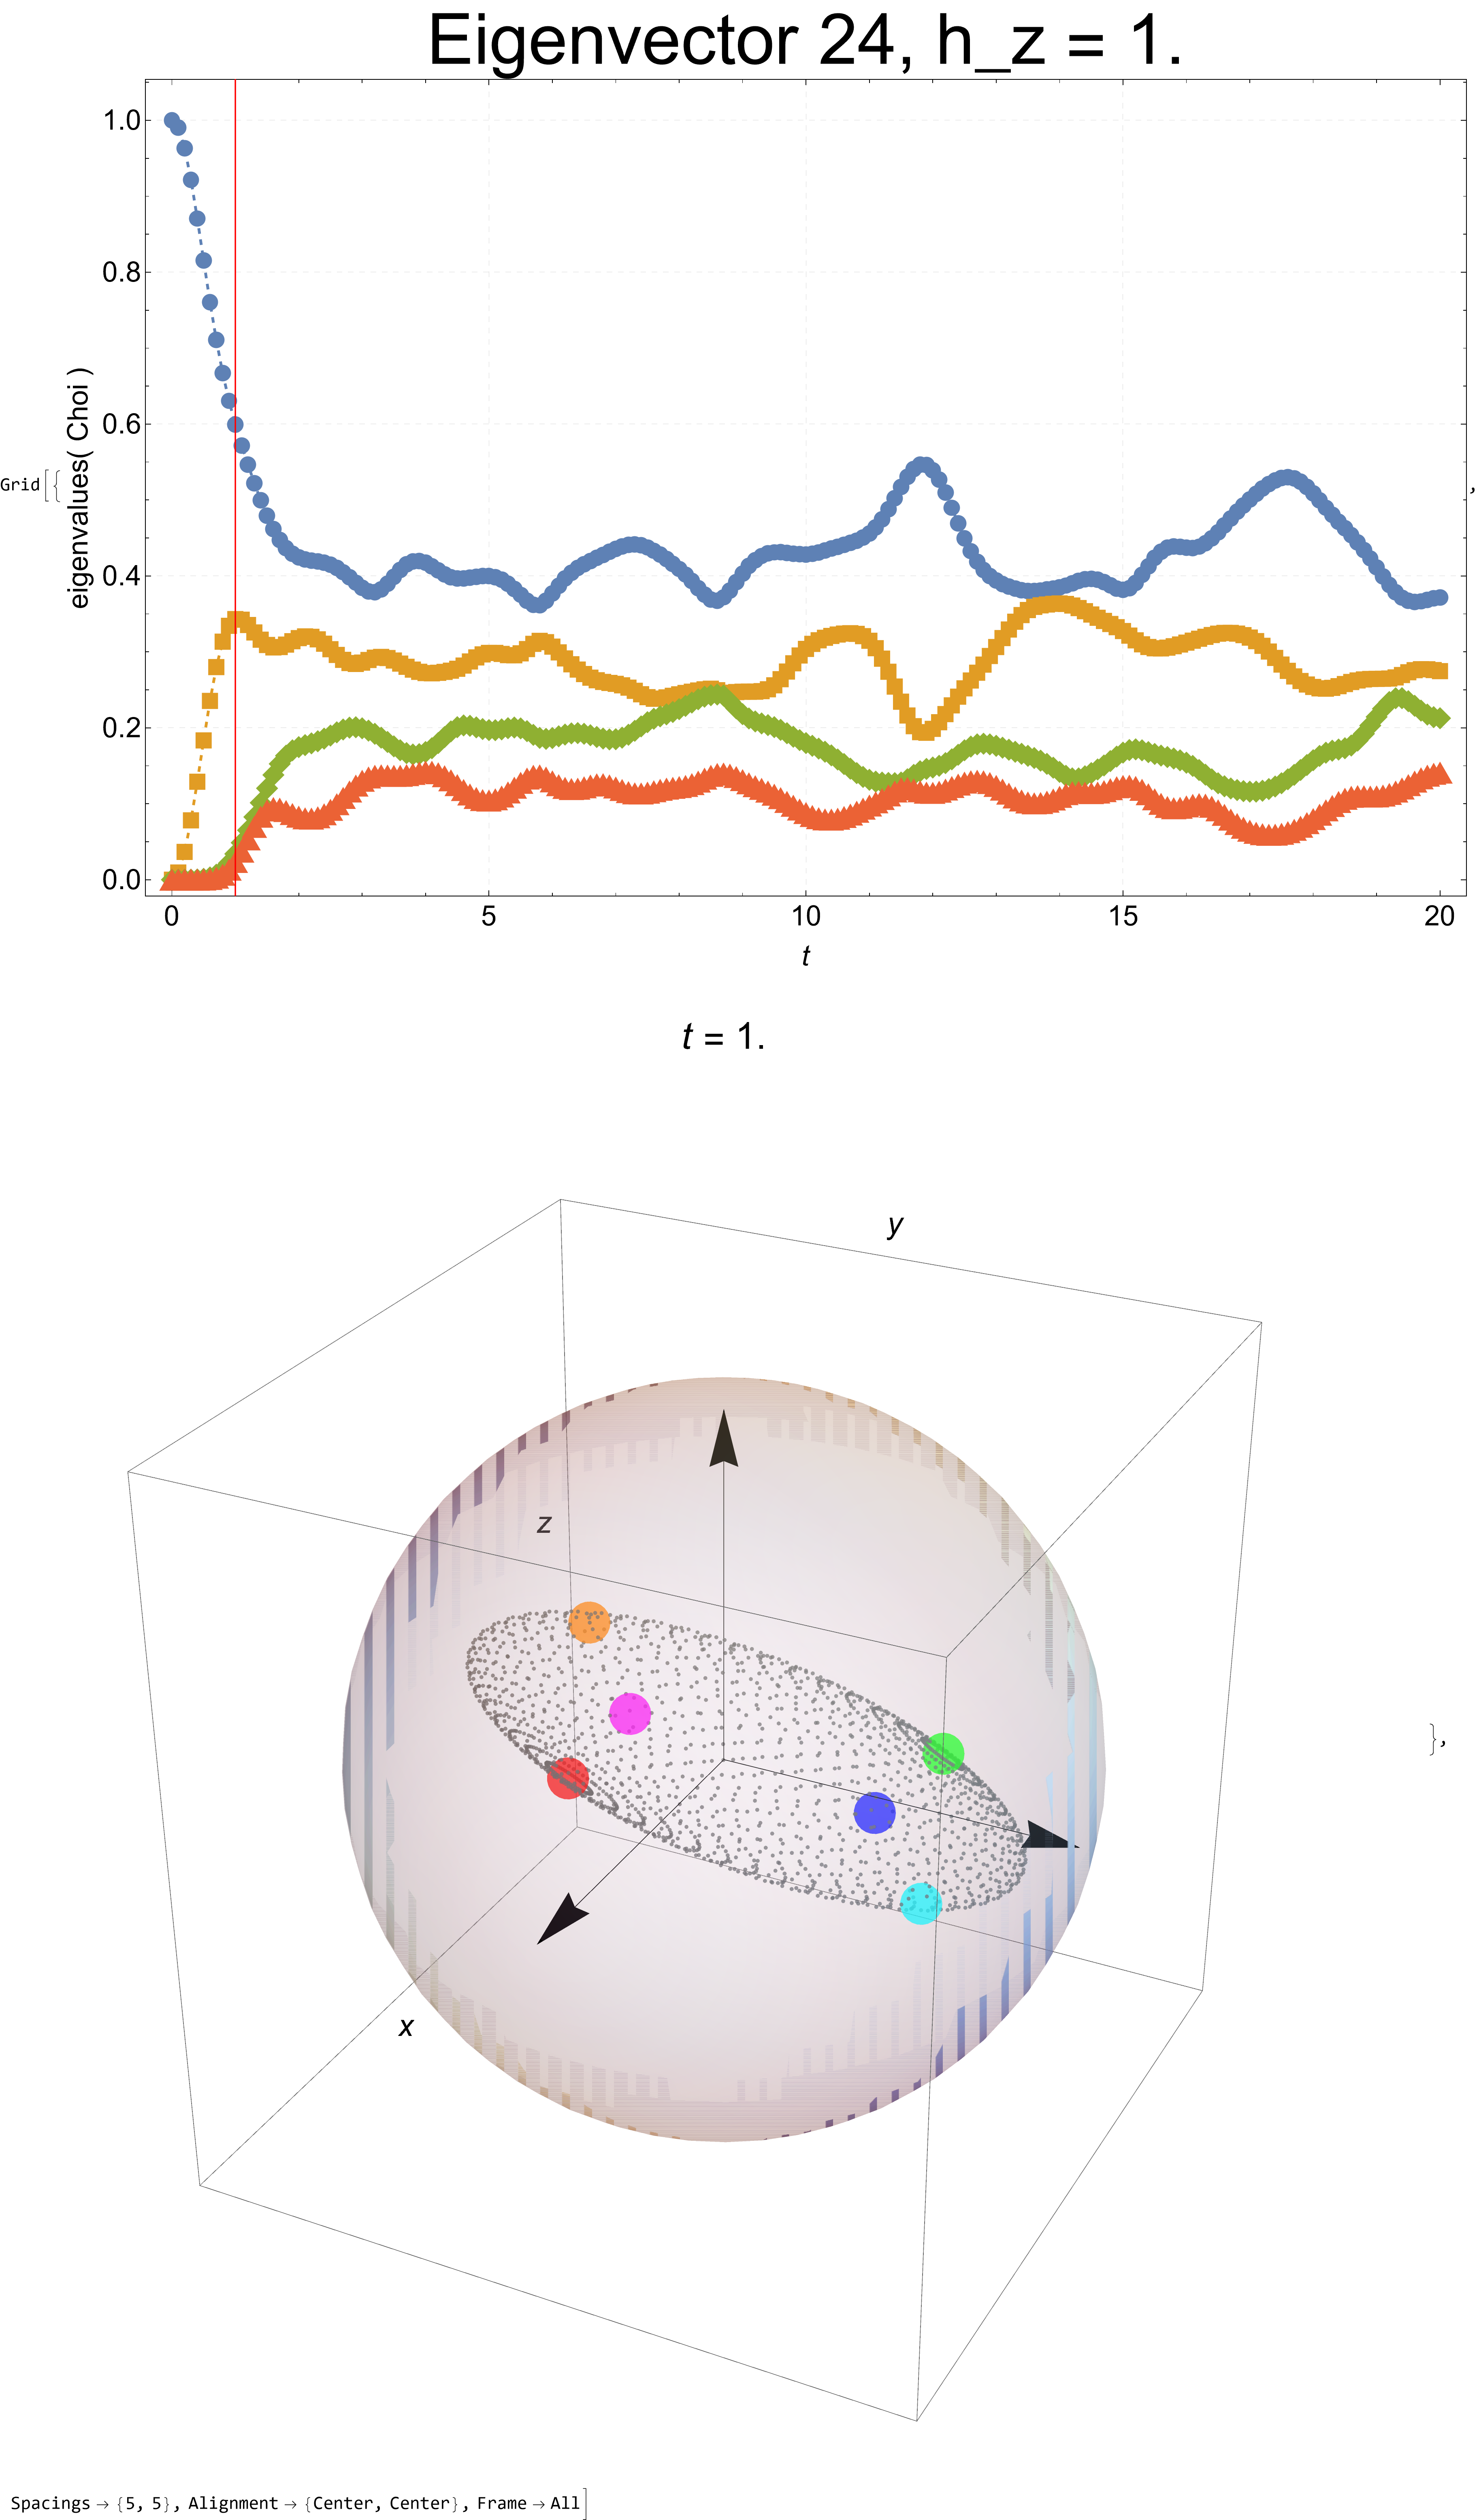 Eigenvector 24, h_z = 1.
1.0
0.8
0.6
0.4
0.2
0.0
eigenvalues( Choi )
Grid[{
,
0 5 10 15 20
t
t = 1.
y
z
x
},
Spacings → {5, 5}, Alignment → {Center, Center}, Frame → All]